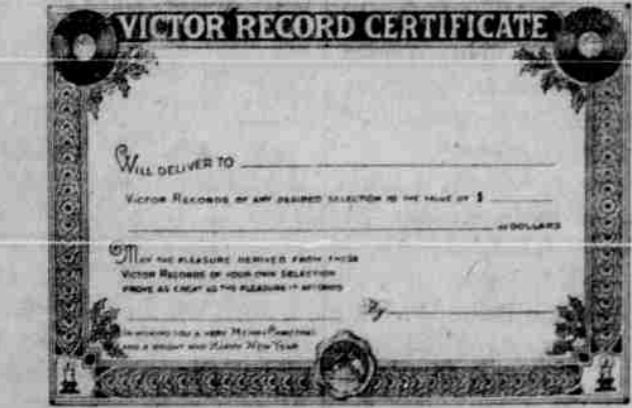 VICTOR RECORD CERTIFICATE
WILL DELIVER TO
VICTOR RECORDS OF ANY DESIRED SELECTION TO THE VALUE OF $
DOLLARS
MAY THE PLEASURE DERIVED FROM THESE
VICTOR RECORDS OF YOUR OWN SELECTION
PROVE AS GREAT AS THE PLEASURE IT AFFORDS
By
IN WISHING YOU A VERY MERRY CHRISTMAS
AND A BRIGHT AND HAPPY NEW YEAR